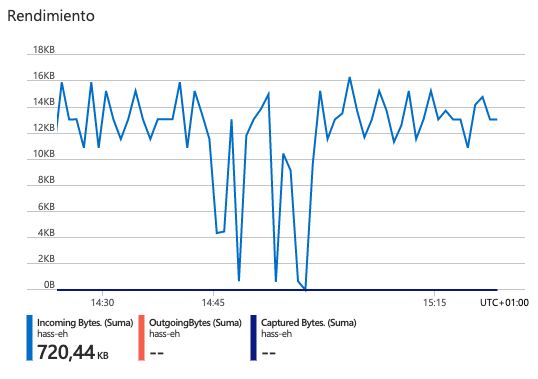 Rendimiento
18KB
16KB
14KB
12KB
10KB
8KB
6KB
4KB
2KB
0B
14:30 14:45 15:15 UTC+01:00
Incoming Bytes. (Suma) OutgoingBytes (Suma) Captured Bytes. (Suma)
hass-eh hass-eh hass-eh
720,44 KB -- --